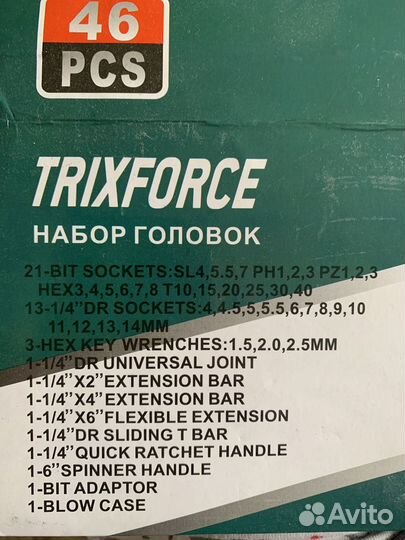 46
PCS
TRIXFORCE
НАБОР ГОЛОВОК
21-BIT SOCKETS:SL4,5.5,7 PH1,2,3 PZ1,2,3
HEX3,4,5,6,7,8 T10,15,20,25,30,40
13-1/4”DR SOCKETS:4,4.5,5,5.5,6,7,8,9,10
11,12,13,14MM
3-HEX KEY WRENCHES:1.5,2.0,2.5MM
1-1/4”DR UNIVERSAL JOINT
1-1/4”X2”EXTENSION BAR
1-1/4”X4”EXTENSION BAR
1-1/4”X6”FLEXIBLE EXTENSION
1-1/4”DR SLIDING T BAR
1-1/4”QUICK RATCHET HANDLE
1-6”SPINNER HANDLE
1-BIT ADAPTOR
1-BLOW CASE
Avito